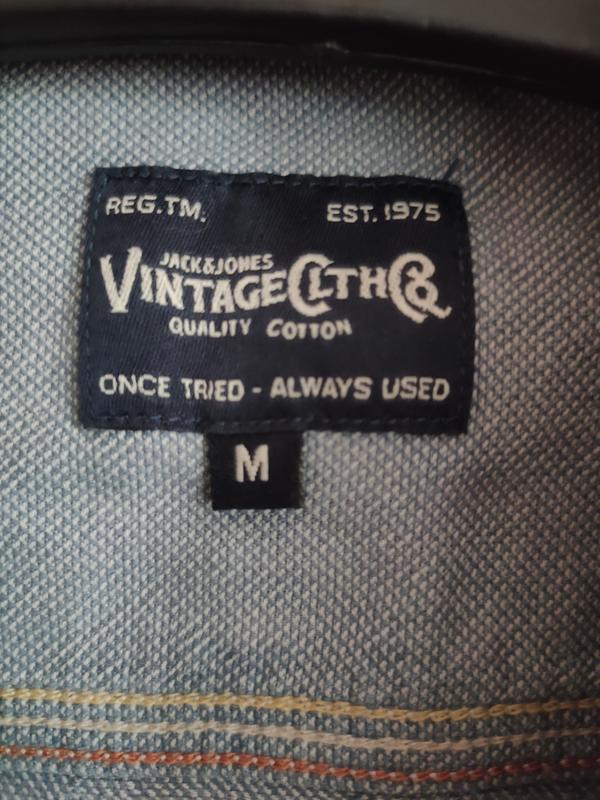 REG.TM. EST. 1975
JACK&JONES
VINTAGE CLTH Co
QUALITY COTTON
ONCE TRIED - ALWAYS USED
M